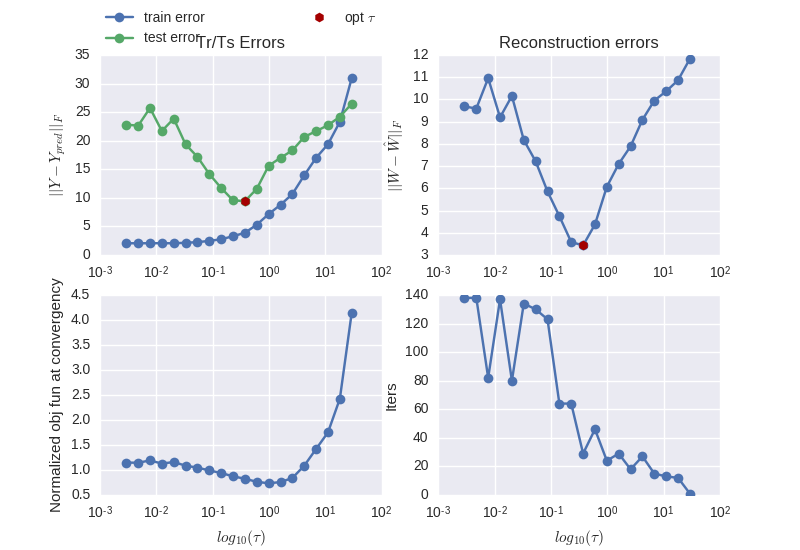 train error
opt τ
test error
Tr/Ts Errors
Reconstruction errors
35
30
25
20
15
10
5
0
||Y − Y_pred||_F
10^-3 10^-2 10^-1 10^0 10^1 10^2
12
11
10
9
8
7
6
5
4
3
||W − Ŵ||_F
10^-3 10^-2 10^-1 10^0 10^1 10^2
4.5
4.0
3.5
3.0
2.5
2.0
1.5
1.0
0.5
Normalized obj fun at convergency
10^-3 10^-2 10^-1 10^0 10^1 10^2
log_10(τ)
140
120
100
80
60
40
20
0
Iters
10^-3 10^-2 10^-1 10^0 10^1 10^2
log_10(τ)